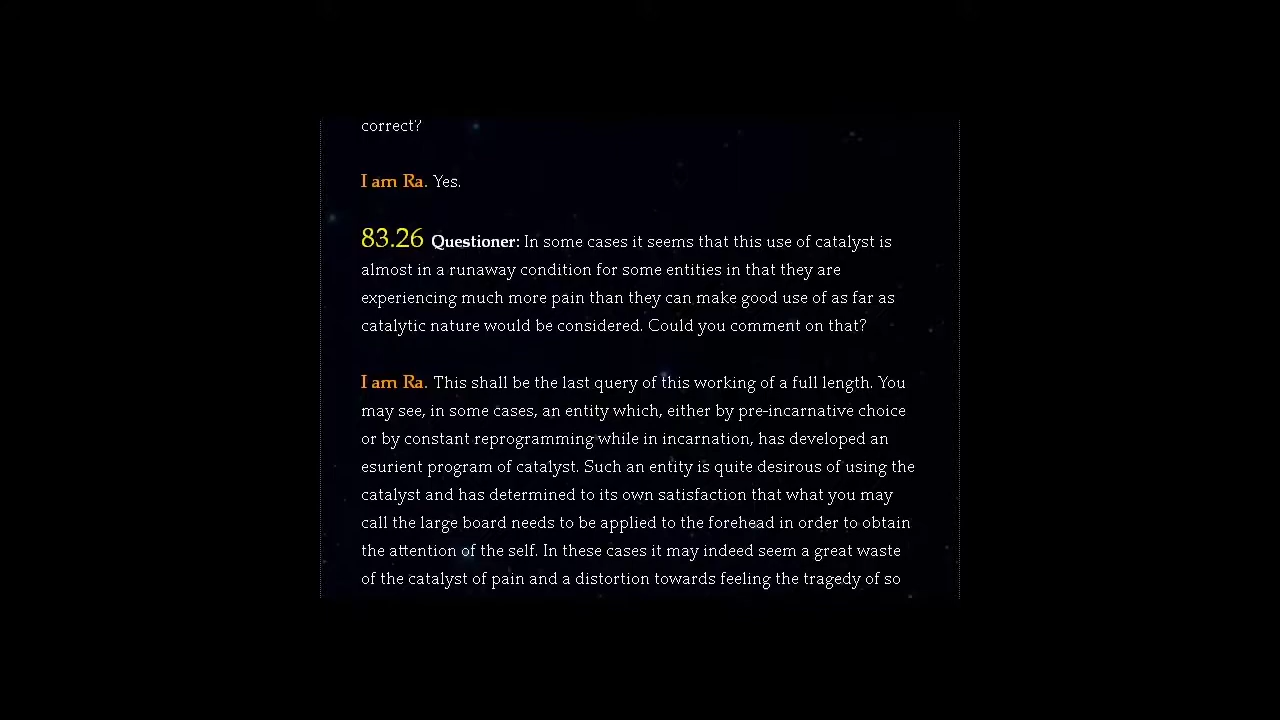 correct?
I am Ra. Yes.
83.26 Questioner: In some cases it seems that this use of catalyst is
almost in a runaway condition for some entities in that they are
experiencing much more pain than they can make good use of as far as
catalytic nature would be considered. Could you comment on that?
I am Ra. This shall be the last query of this working of a full length. You
may see, in some cases, an entity which, either by pre-incarnative choice
or by constant reprogramming while in incarnation, has developed an
esurient program of catalyst. Such an entity is quite desirous of using the
catalyst and has determined to its own satisfaction that what you may
call the large board needs to be applied to the forehead in order to obtain
the attention of the self. In these cases it may indeed seem a great waste
of the catalyst of pain and a distortion towards feeling the tragedy of so